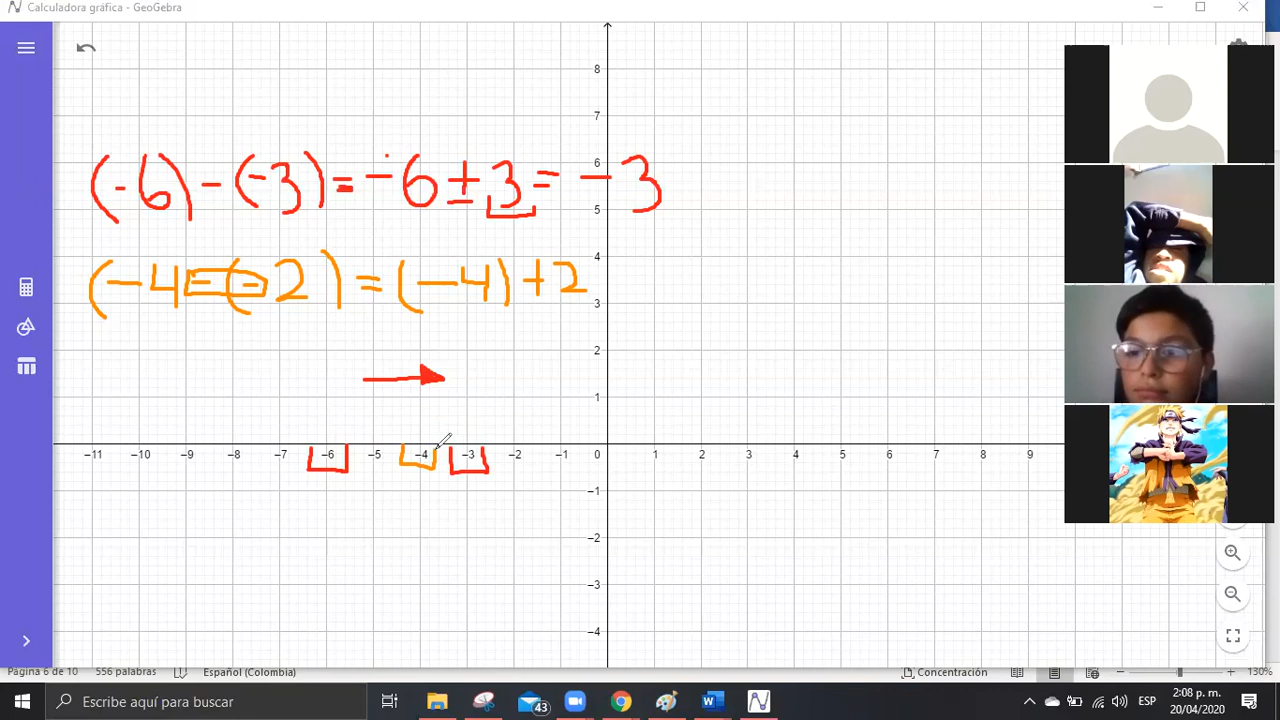 Calculadora gráfica - GeoGebra
(-6) - (-3) = -6 ± 3 = -3
(-4 - (-2) = (-4) + 2
8
7
6
5
4
3
2
1
-11 -10 -9 -8 -7 -6 -5 -4 -3 -2 -1 0 1 2 3 4 5 6 7 8 9
-1
-2
-3
-4
Página 6 de 10 556 palabras Español (Colombia) Concentración 130%
Escribe aquí para buscar 43 ESP 2:08 p. m.
20/04/2020